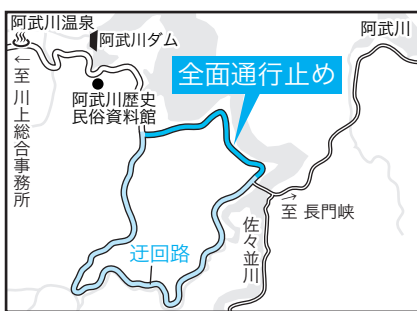 阿武川温泉
阿武川ダム
阿武川
全面通行止め
阿武川歴史
民俗資料館
←至 川上総合事務所
→
至 長門峡
佐々並川
迂回路